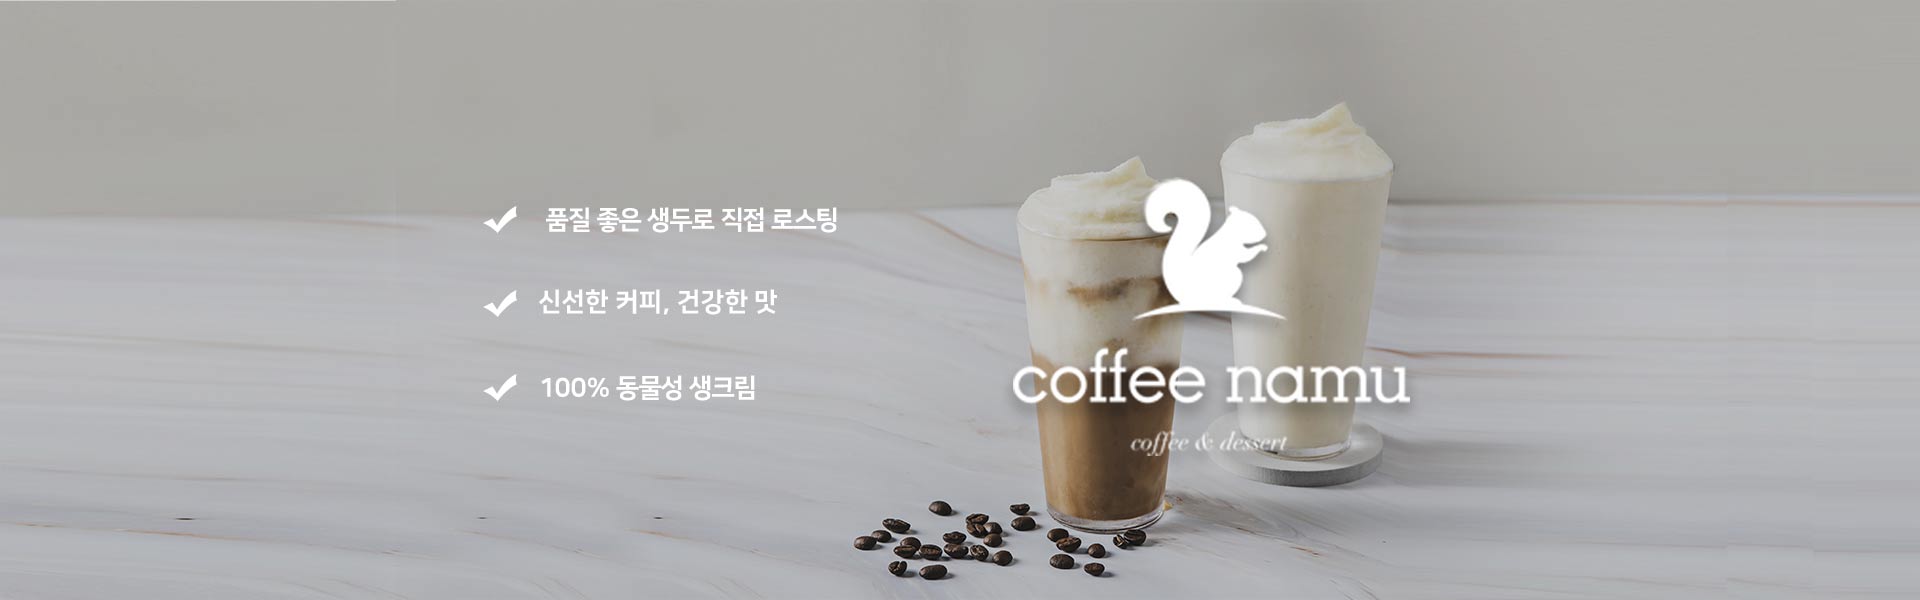 품질 좋은 생두로 직접 로스팅
신선한 커피, 건강한 맛
100% 동물성 생크림
coffee namu
coffee & dessert